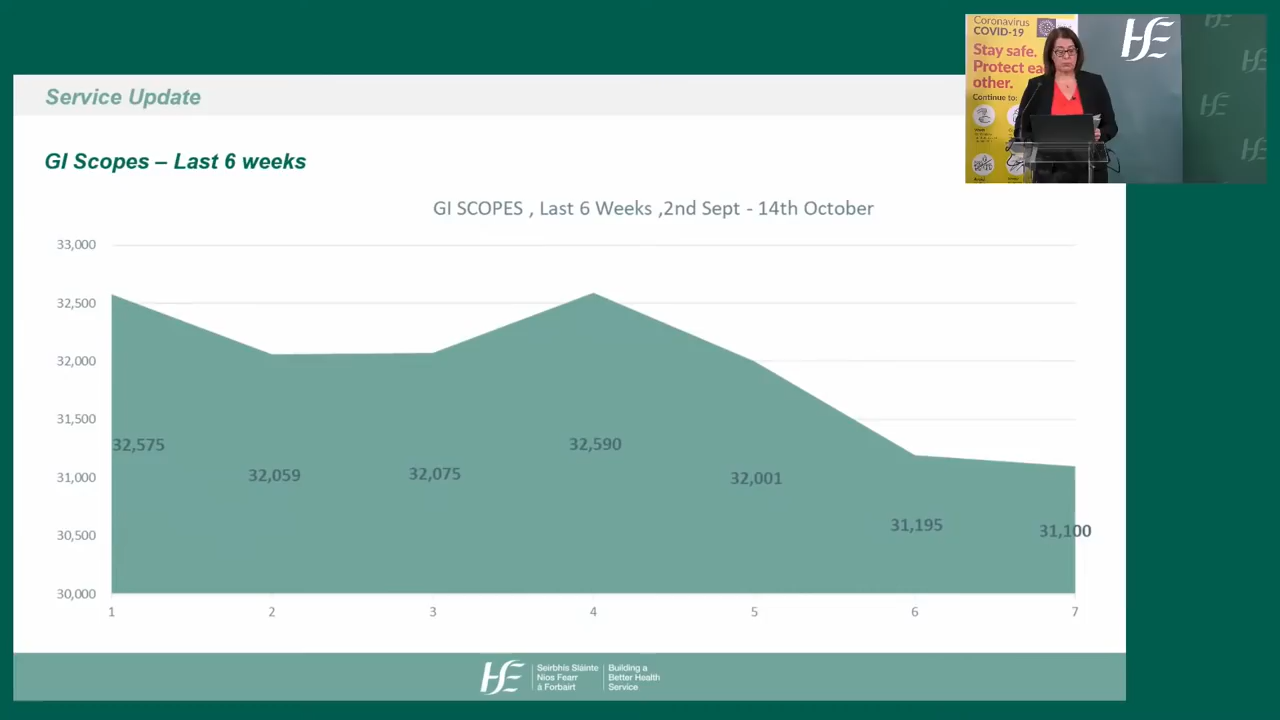 Service Update
GI Scopes – Last 6 weeks
GI SCOPES , Last 6 Weeks ,2nd Sept - 14th October
33,000
32,500
32,000
31,500
31,000
30,500
30,000
32,575
32,059
32,075
32,590
32,001
31,195
31,100
1
2
3
4
5
6
7
Seirbhís Sláinte
Níos Fearr
á Forbairt
Building a
Better Health
Service
Coronavirus
COVID-19
Stay safe.
Protect ea
other.
Continue to:
HE